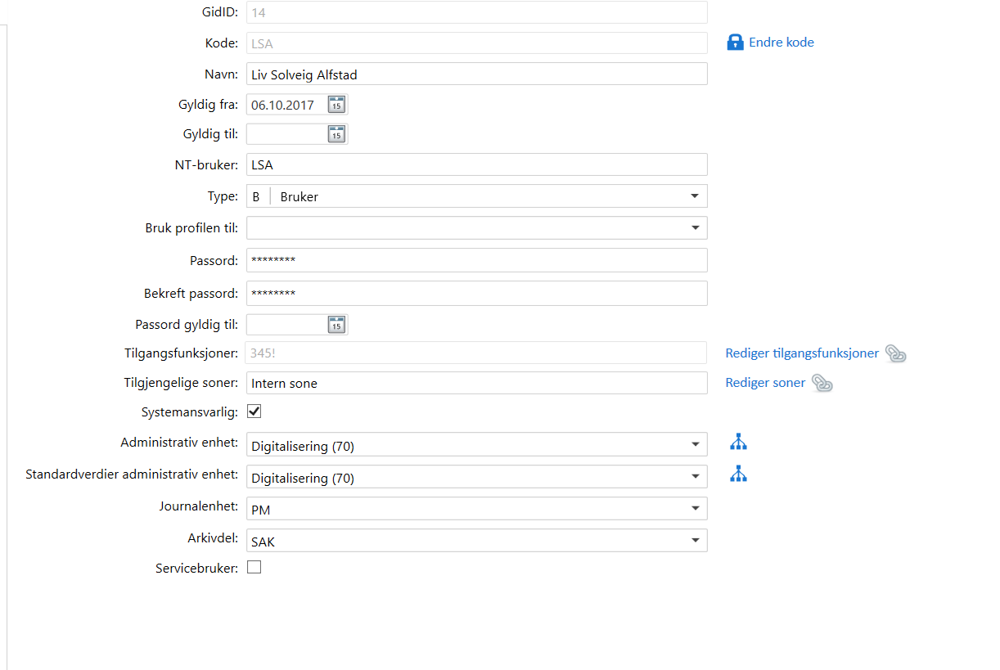 GidID: 14
Kode: LSA Endre kode
Navn: Liv Solveig Alfstad
Gyldig fra: 06.10.2017 15
Gyldig til: 15
NT-bruker: LSA
Type: B Bruker
Bruk profilen til:
Passord: ********
Bekreft passord: ********
Passord gyldig til: 15
Tilgangsfunksjoner: 345! Rediger tilgangsfunksjoner
Tilgjengelige soner: Intern sone Rediger soner
Systemansvarlig:
Administrativ enhet: Digitalisering (70)
Standardverdier administrativ enhet: Digitalisering (70)
Journalenhet: PM
Arkivdel: SAK
Servicebruker: